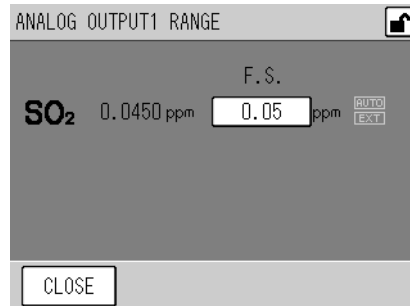 ANALOG OUTPUT1 RANGE
F.S.
SO₂ 0.0450 ppm 0.05 ppm AUTO
EXT
CLOSE